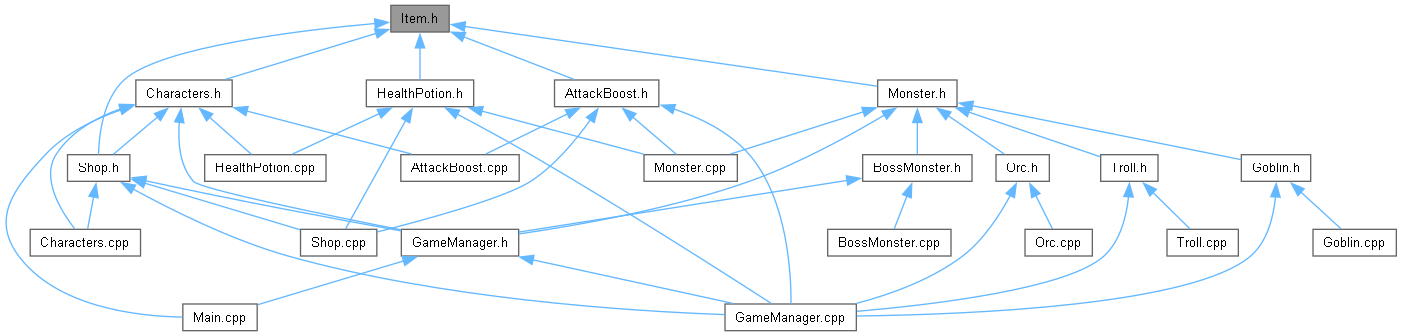 Item.h
Characters.h
HealthPotion.h
AttackBoost.h
Monster.h
Shop.h
HealthPotion.cpp
AttackBoost.cpp
Monster.cpp
BossMonster.h
Orc.h
Troll.h
Goblin.h
Characters.cpp
Shop.cpp
GameManager.h
BossMonster.cpp
Orc.cpp
Troll.cpp
Goblin.cpp
Main.cpp
GameManager.cpp